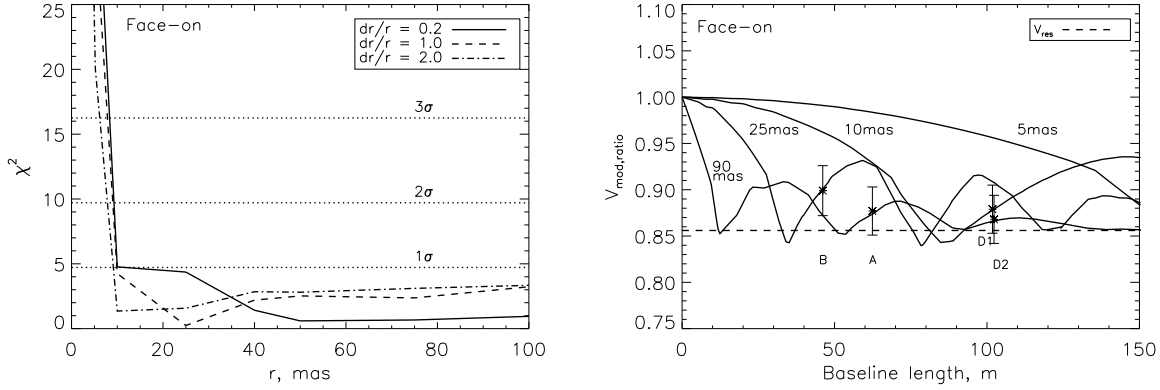 Face-on
dr/r = 0.2
dr/r = 1.0
dr/r = 2.0
3σ
2σ
1σ
χ²
25
20
15
10
5
0
0 20 40 60 80 100
r, mas
Face-on
V_res
25mas
10mas
5mas
90
mas
B
A
D1
D2
V_mod,ratio
1.10
1.05
1.00
0.95
0.90
0.85
0.80
0.75
0 50 100 150
Baseline length, m